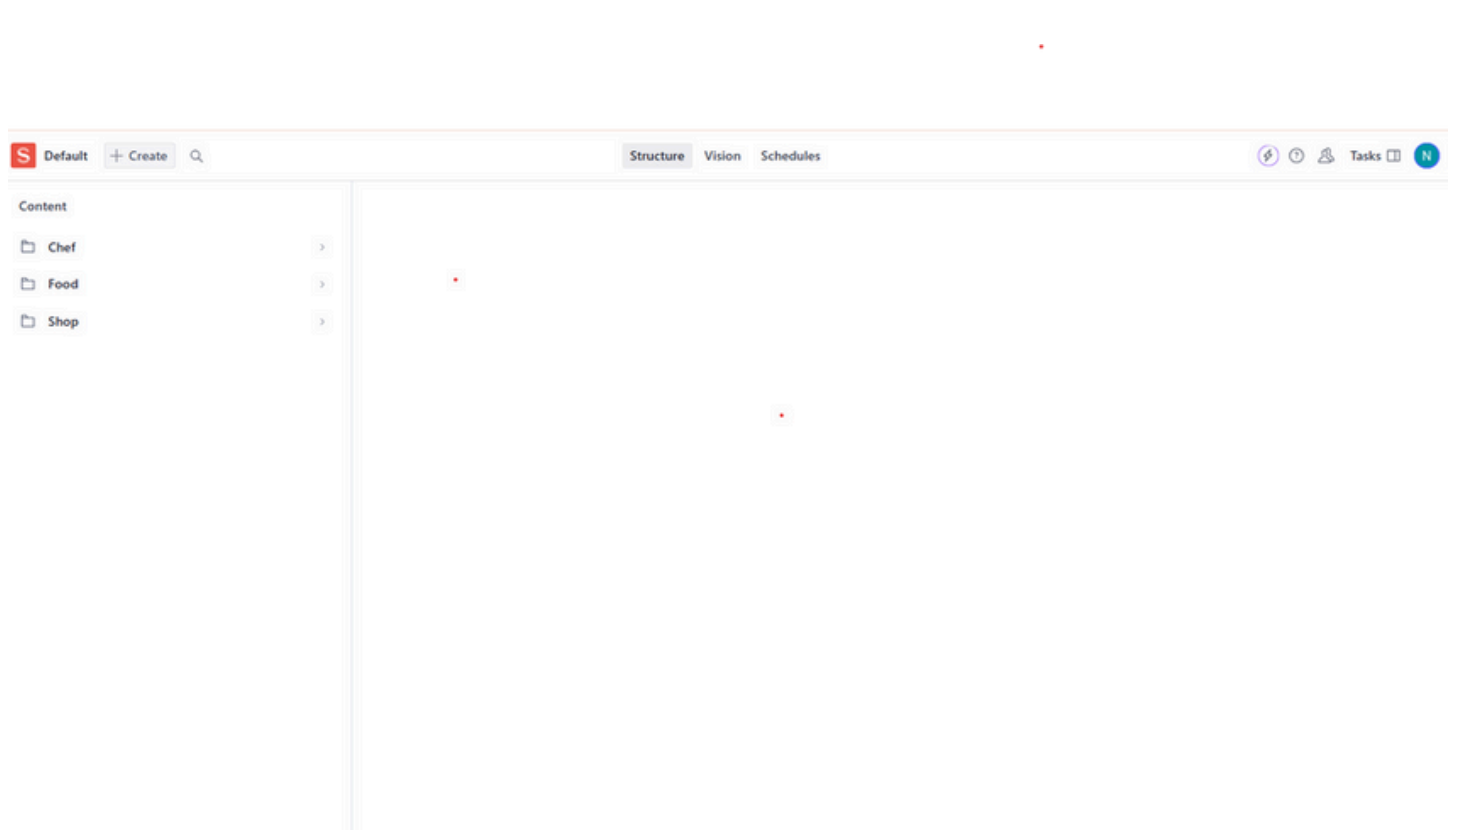 S Default + Create Structure Vision Schedules Tasks N
Content
Chef
Food
Shop